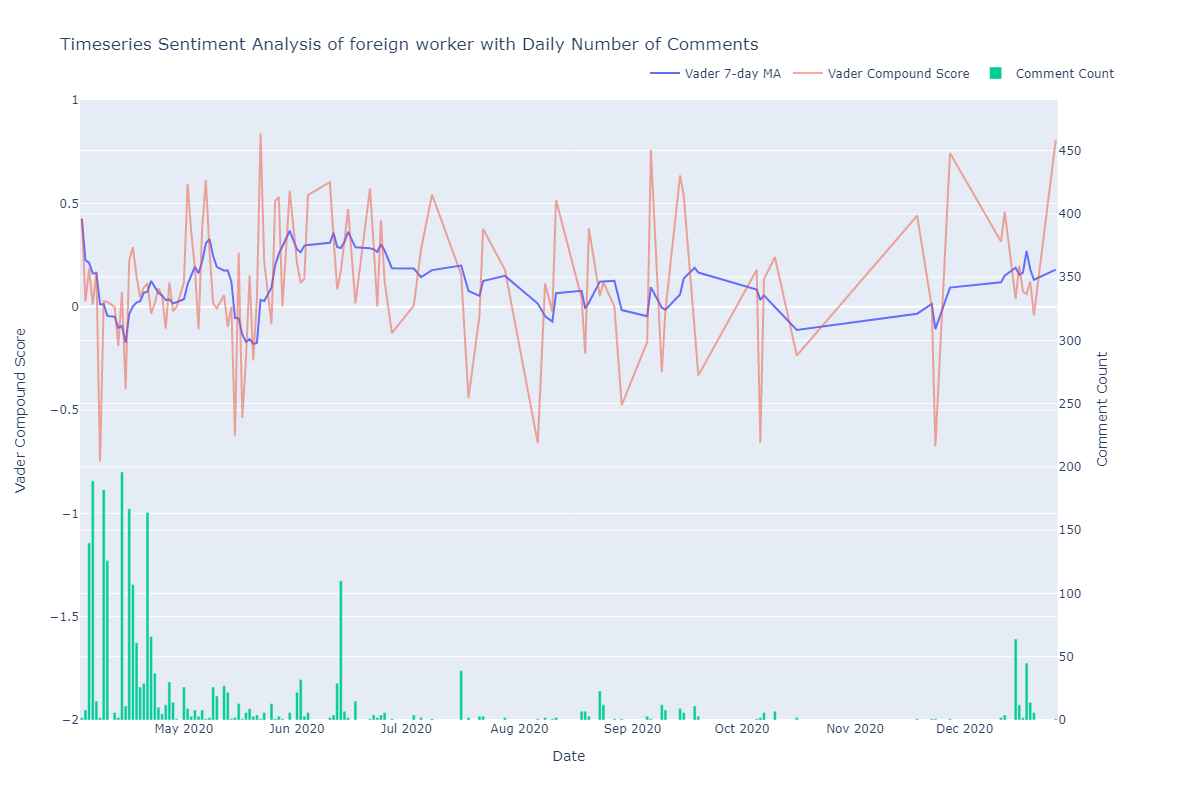 Timeseries Sentiment Analysis of foreign worker with Daily Number of Comments
Vader 7-day MA
Vader Compound Score
Comment Count
1
0.5
0
−0.5
−1
−1.5
−2
Vader Compound Score
450
400
350
300
250
200
150
100
50
0
Comment Count
May 2020
Jun 2020
Jul 2020
Aug 2020
Sep 2020
Oct 2020
Nov 2020
Dec 2020
Date